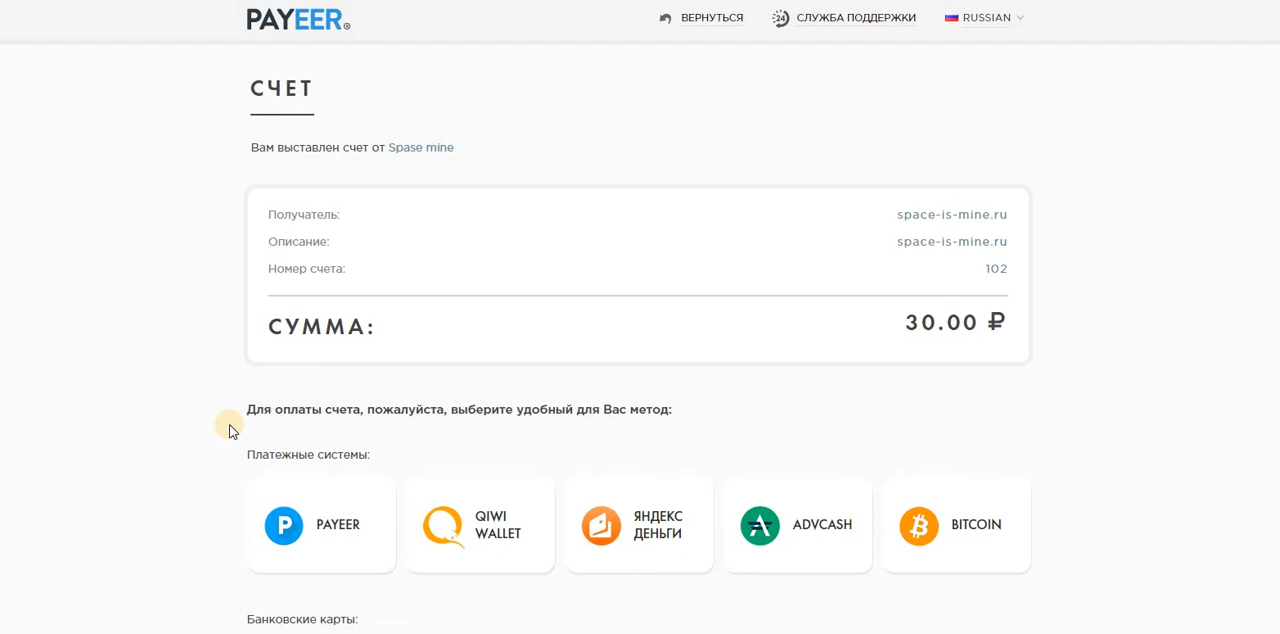 PAYEER®
ВЕРНУТЬСЯ
24 СЛУЖБА ПОДДЕРЖКИ
RUSSIAN
СЧЕТ
Вам выставлен счет от Spase mine
Получатель: space-is-mine.ru
Описание: space-is-mine.ru
Номер счета: 102
СУММА: 30.00 ₽
Для оплаты счета, пожалуйста, выберите удобный для Вас метод:
Платежные системы:
P PAYEER
QIWI
WALLET
ЯНДЕКС
ДЕНЬГИ
ADVCASH
BITCOIN
Банковские карты: